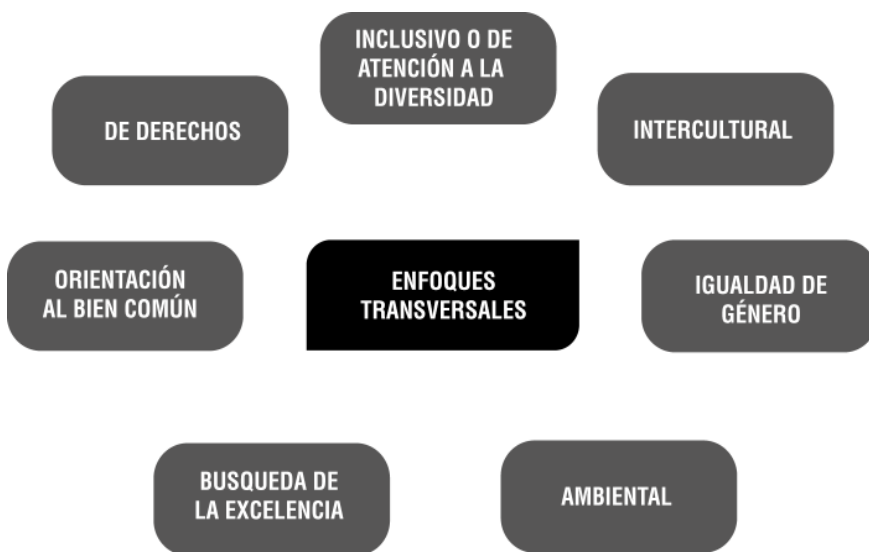 INCLUSIVO O DE
ATENCIÓN A LA
DIVERSIDAD
DE DERECHOS
INTERCULTURAL
ORIENTACIÓN
AL BIEN COMÚN
ENFOQUES
TRANSVERSALES
IGUALDAD DE
GÉNERO
BUSQUEDA DE
LA EXCELENCIA
AMBIENTAL